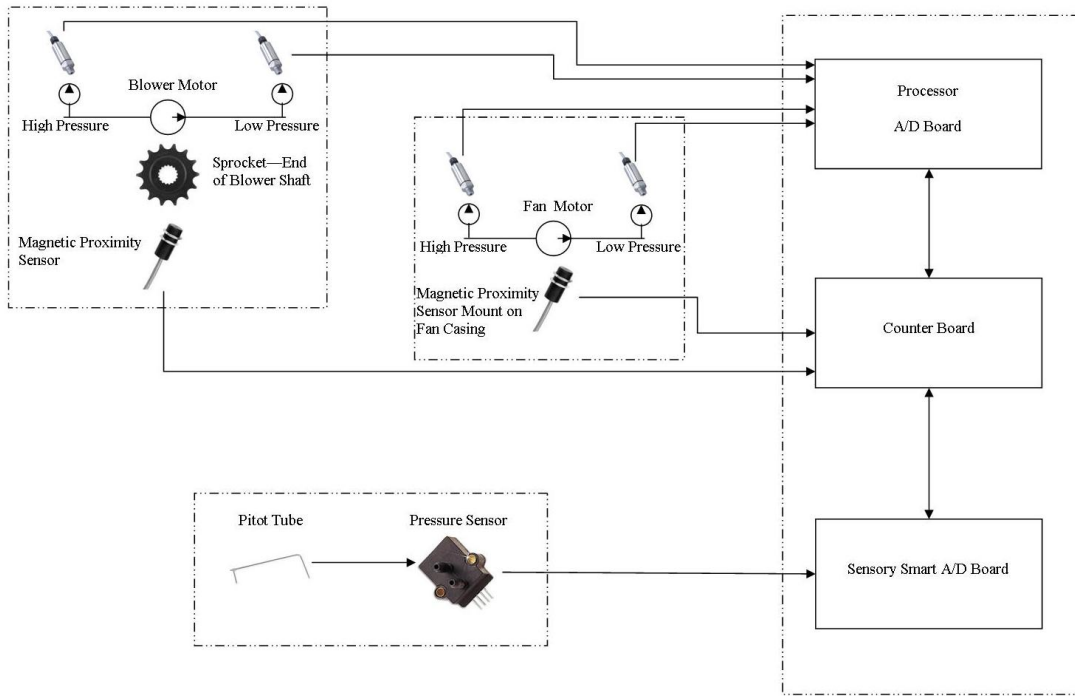 Blower Motor
High Pressure
Low Pressure
Sprocket—End
of Blower Shaft
Magnetic Proximity
Sensor
Fan Motor
High Pressure
Low Pressure
Magnetic Proximity
Sensor Mount on
Fan Casing
Pitot Tube
Pressure Sensor
Processor
A/D Board
Counter Board
Sensory Smart A/D Board